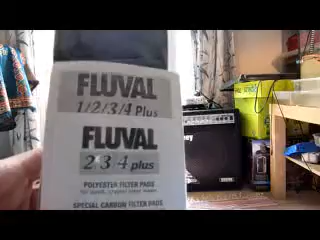 FLUVAL
1/2/3/4 Plus
FLUVAL
2 3 4 plus
POLYESTER FILTER PADS
SPECIAL CARBON FILTER PADS